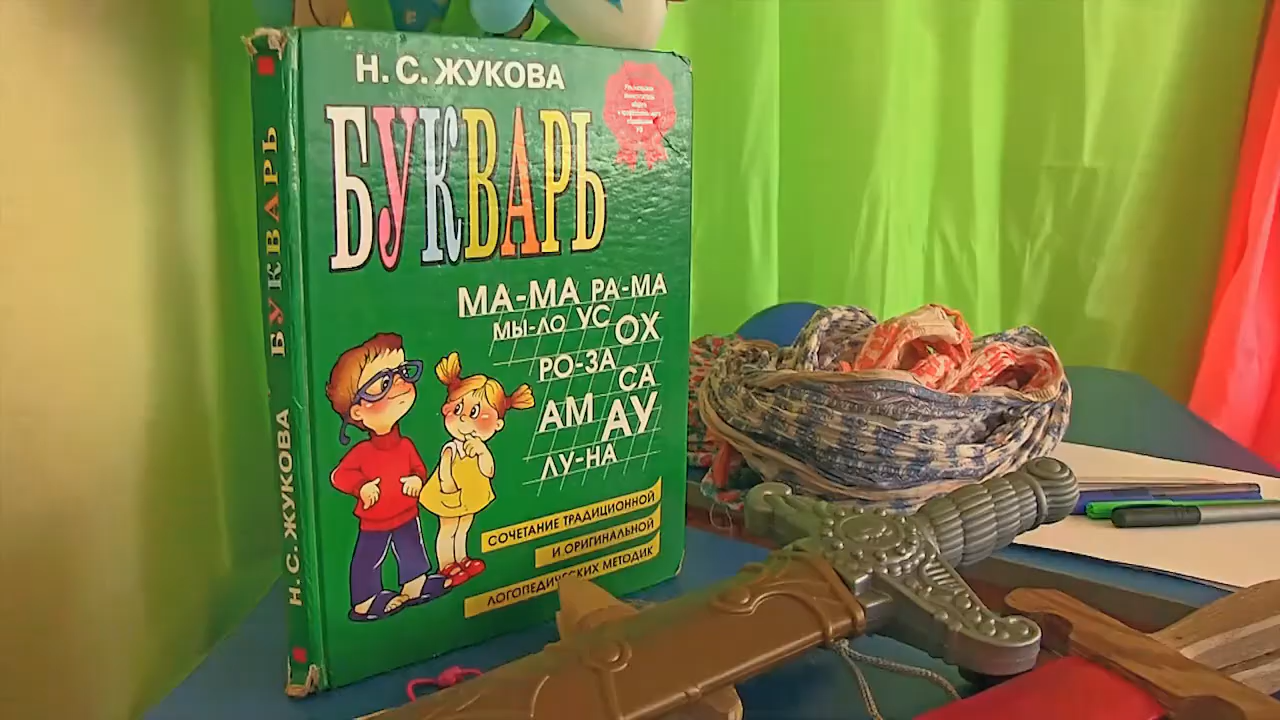 Н. С. ЖУКОВА
БУКВАРЬ
МА-МА РА-МА
МЫ-ЛО УС ОХ
РО-ЗА
СА
АМ АУ
ЛУ-НА
СОЧЕТАНИЕ ТРАДИЦИОННОЙ
И ОРИГИНАЛЬНОЙ
ЛОГОПЕДИЧЕСКИХ МЕТОДИК
Н. С. ЖУКОВА БУКВАРЬ